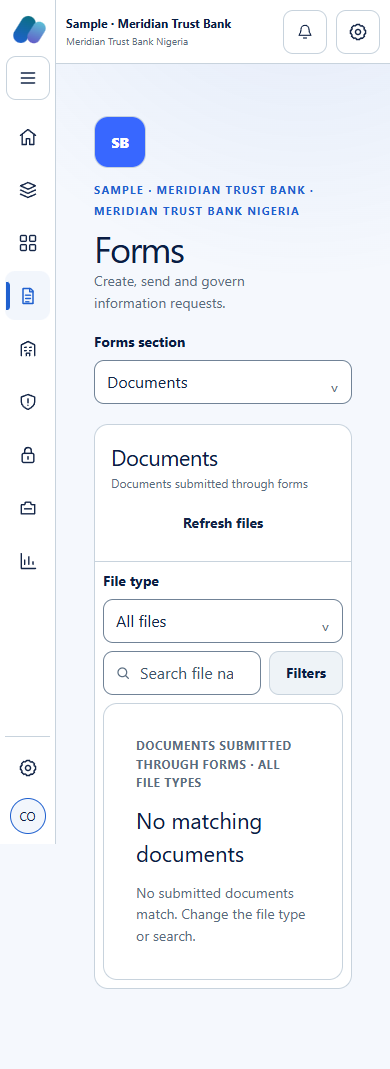 Sample · Meridian Trust Bank
Meridian Trust Bank Nigeria
SB
SAMPLE · MERIDIAN TRUST BANK ·
MERIDIAN TRUST BANK NIGERIA
Forms
Create, send and govern
information requests.
Forms section
Documents
v
Documents
Documents submitted through forms
Refresh files
File type
All files
v
Search file na
Filters
DOCUMENTS SUBMITTED
THROUGH FORMS · ALL
FILE TYPES
No matching
documents
No submitted documents
match. Change the file type
or search.
CO